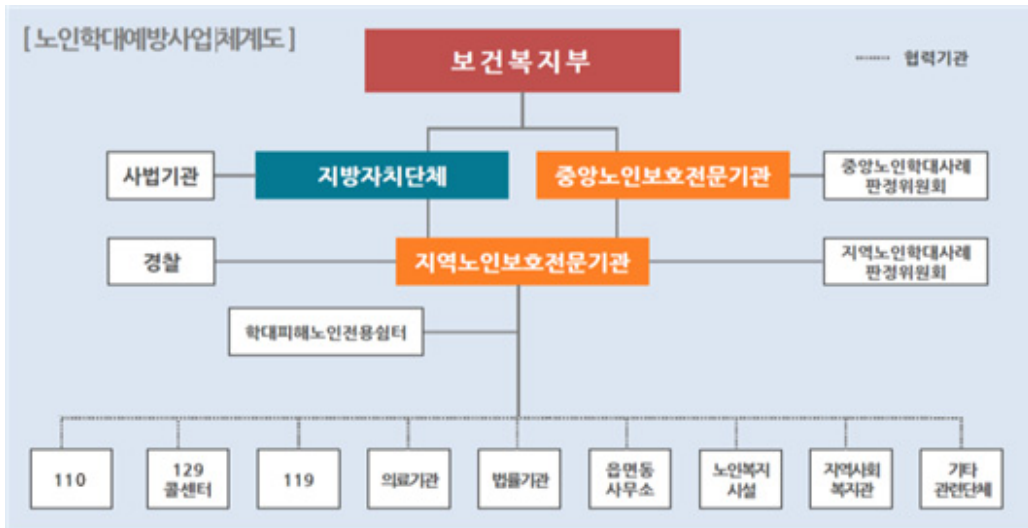 [ 노인학대예방사업체계도 ]
보건복지부
협력기관
사법기관
지방자치단체
중앙노인보호전문기관
중앙노인학대사례
판정위원회
경찰
지역노인보호전문기관
지역노인학대사례
판정위원회
학대피해노인전용쉼터
110
129
콜센터
119
의료기관
법률기관
읍면동
사무소
노인복지
시설
지역사회
복지관
기타
관련단체